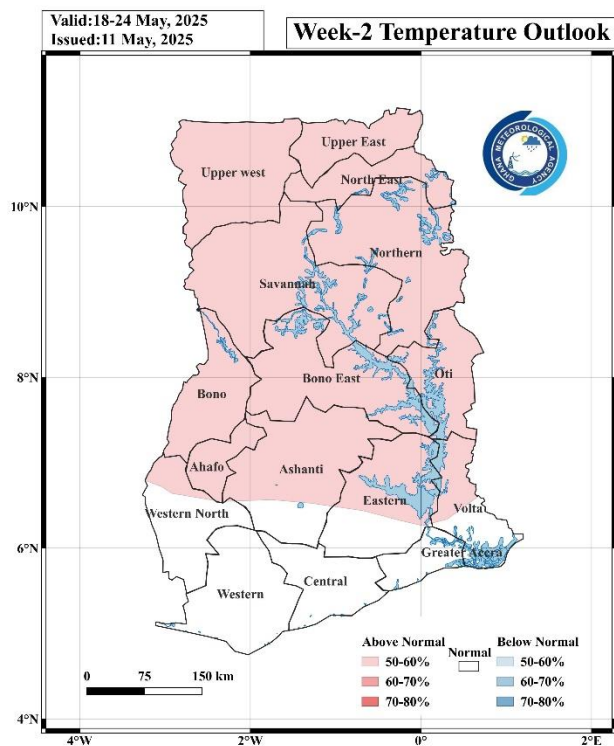 Valid:18-24 May, 2025
Issued:11 May, 2025
Week-2 Temperature Outlook
GHANA METEOROLOGICAL AGENCY
Upper East
Upper west
North East
10°N
Northern
Savannah
8°N
Bono East
Oti
Bono
Ahafo
Ashanti
Eastern
Volta
Western North
6°N
Greater Accra
Western
Central
Above Normal
Normal
Below Normal
50-60%
50-60%
60-70%
60-70%
70-80%
70-80%
0 75 150 km
4°N
4°W
2°W
0°
2°E